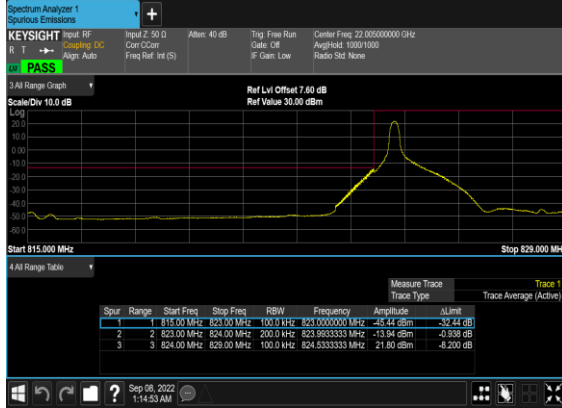 Spectrum Analyzer 1
Spurious Emissions
+
KEYSIGHT Input: RF Input Z: 50 Ω Atten: 40 dB Trig: Free Run Center Freq: 22.005000000 GHz
R T Coupling: DC Corr CCorr Gate: Off Avg|Hold: 1000/1000
Align: Auto Freq Ref: Int (S) IF Gain: Low Radio Std: None
PASS
3 All Range Graph
Ref Lvl Offset 7.60 dB
Scale/Div 10.0 dB Ref Value 30.00 dBm
Log
20.0
10.0
0.00
-10.0
-20.0
-30.0
-40.0
-50.0
-60.0
Start 815.000 MHz Stop 829.000 MH
4 All Range Table
Measure Trace Trace 1
Trace Type Trace Average (Active)
Spur Range Start Freq Stop Freq RBW Frequency Amplitude ΔLimit
1 1 815.00 MHz 823.00 MHz 100.0 kHz 823.0000000 MHz -45.44 dBm -32.44 dB
2 2 823.00 MHz 824.00 MHz 200.0 kHz 823.9933333 MHz -13.94 dBm -0.938 dB
3 3 824.00 MHz 829.00 MHz 100.0 kHz 824.5333333 MHz 21.80 dBm -8.200 dB
? Sep 08, 2022
1:14:53 AM